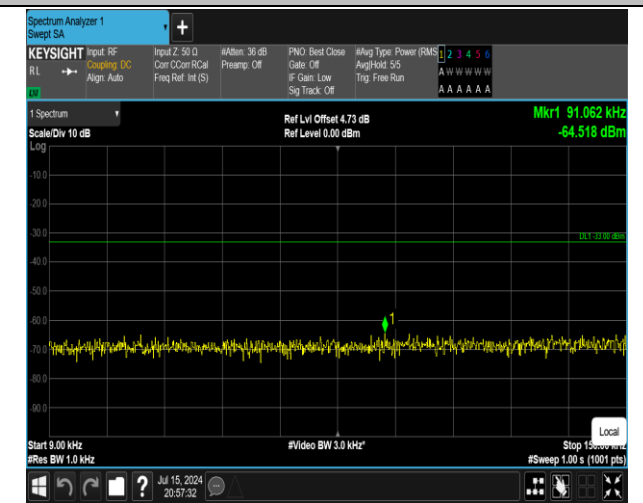 Spectrum Analyzer 1
Swept SA
+
KEYSIGHT Input: RF Input Z: 50 Ω #Atten: 36 dB PNO: Best Close #Avg Type: Power (RMS 1 2 3 4 5 6
RL Coupling: DC Corr CCorr RCal Preamp: Off Gate: Off Avg|Hold: 5/5 A W W W W W
Align: Auto Freq Ref: Int (S) IF Gain: Low Trig: Free Run
Sig Track: Off A A A A A A
1 Spectrum
Ref Lvl Offset 4.73 dB Mkr1 91.062 kHz
Scale/Div 10 dB Ref Level 0.00 dBm -64.518 dBm
Log
-10.0
-20.0
DL1 -33.00 dBm
-40.0
-50.0
-60.0
1
-70.0
-80.0
-90.0
Local
Start 9.00 kHz #Video BW 3.0 kHz* Stop
#Res BW 1.0 kHz #Sweep 1.00 s (1001 pts)
? Jul 15, 2024
20:57:32